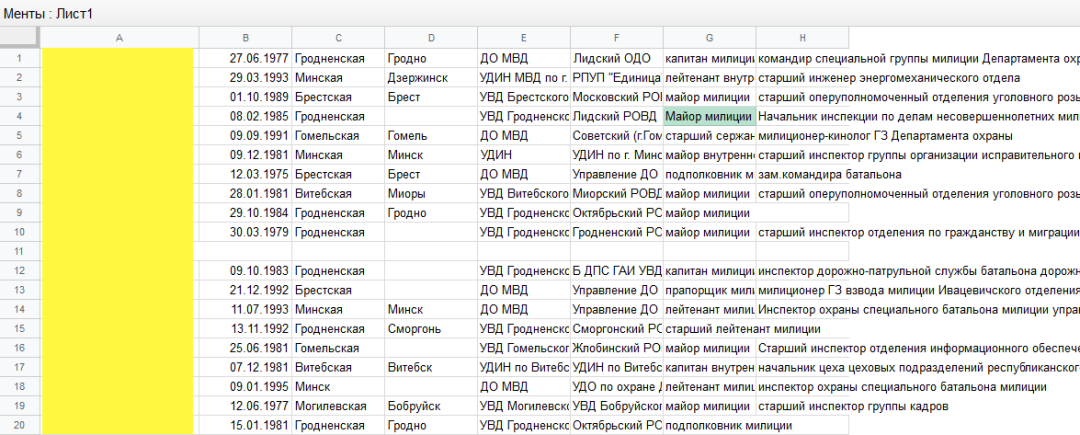 Менты : Лист1
A B C D E F G H
1 27.06.1977 Гродненская Гродно ДО МВД Лидский ОДО капитан милиции командир специальной группы милиции Департамента охр
2 29.03.1993 Минская Дзержинск УДИН МВД по г. РПУП "Единица лейтенант внутр старший инженер энергомеханического отдела
3 01.10.1989 Брестская Брест УВД Брестского Московский РО майор милиции старший оперуполномоченный отделения уголовного розы
4 08.02.1985 Гродненская УВД Гродненско Лидский РОВД Майор милиции Начальник инспекции по делам несовершеннолетних мил
5 09.09.1991 Гомельская Гомель ДО МВД Советский (г.Гом старший сержан милиционер-кинолог ГЗ Департамента охраны
6 09.12.1981 Минская Минск УДИН УДИН по г. Минс майор внутренн старший инспектор группы организации исправительного
7 12.03.1975 Брестская Брест ДО МВД Управление ДО подполковник м зам.командира батальона
8 28.01.1981 Витебская Миоры УВД Витебского Миорский РОВД майор милиции старший оперуполномоченный отделения уголовного розы
9 29.10.1984 Гродненская Гродно УВД Гродненско Октябрьский РО майор милиции
10 30.03.1979 Гродненская УВД Гродненско Гродненский РО майор милиции старший инспектор отделения по гражданству и миграции
11
12 09.10.1983 Гродненская УВД Гродненско Б ДПС ГАИ УВД капитан милиции инспектор дорожно-патрульной службы батальона дорожн
13 21.12.1992 Брестская ДО МВД Управление ДО прапорщик мил милиционер ГЗ взвода милиции Ивацевичского отделения
14 11.07.1993 Минская Минск ДО МВД Управление ДО лейтенант милиц Инспектор охраны специального батальона милиции упра
15 13.11.1992 Гродненская Сморгонь УВД Гродненско Сморгонский РО старший лейтенант милиции
16 25.06.1981 Гомельская УВД Гомельског Жлобинский РО майор милиции Старший инспектор отделения информационного обеспече
17 07.12.1981 Витебская Витебск УДИН по Витебс УДИН по Витебс капитан внутрен начальник цеха цеховых подразделений республиканского
18 09.01.1995 Минск ДО МВД УДО по охране лейтенант милиц инспектор охраны специального батальона милиции
19 12.06.1977 Могилевская Бобруйск УВД Могилевско УВД Бобруйског майор милиции старший инспектор группы кадров
20 15.01.1981 Гродненская Гродно УВД Гродненско Октябрьский РО подполковник милиции